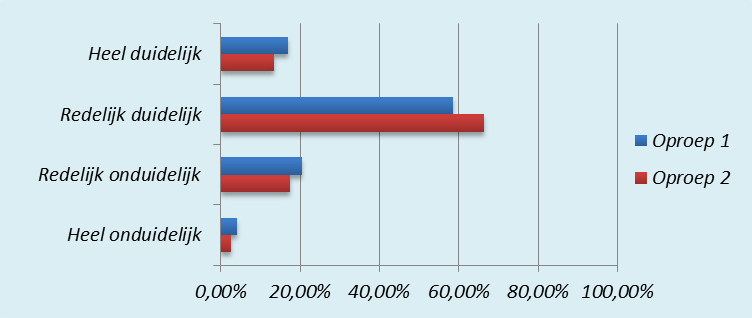 Heel duidelijk
Redelijk duidelijk
Redelijk onduidelijk
Heel onduidelijk
0,00% 20,00% 40,00% 60,00% 80,00% 100,00%
Oproep 1
Oproep 2